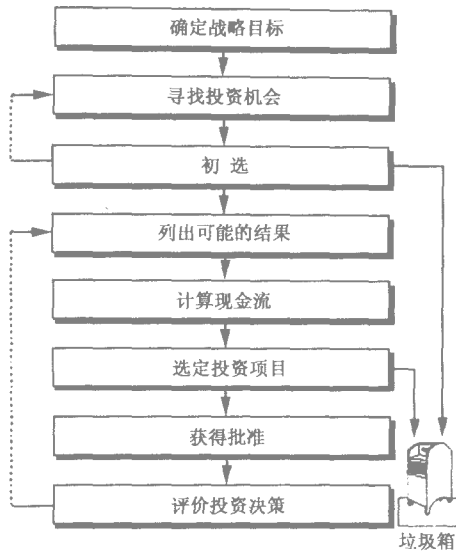 确定战略目标
寻找投资机会
初 选
列出可能的结果
计算现金流
选定投资项目
获得批准
评价投资决策
垃圾箱